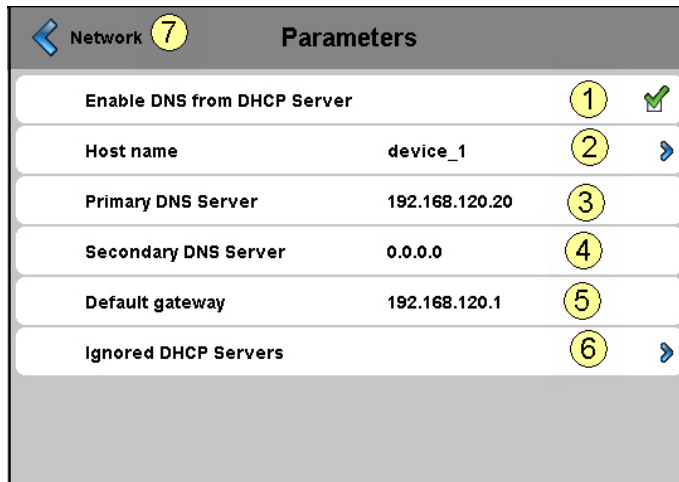 Network 7 Parameters
Enable DNS from DHCP Server 1
Host name device_1 2
Primary DNS Server 192.168.120.20 3
Secondary DNS Server 0.0.0.0 4
Default gateway 192.168.120.1 5
Ignored DHCP Servers 6